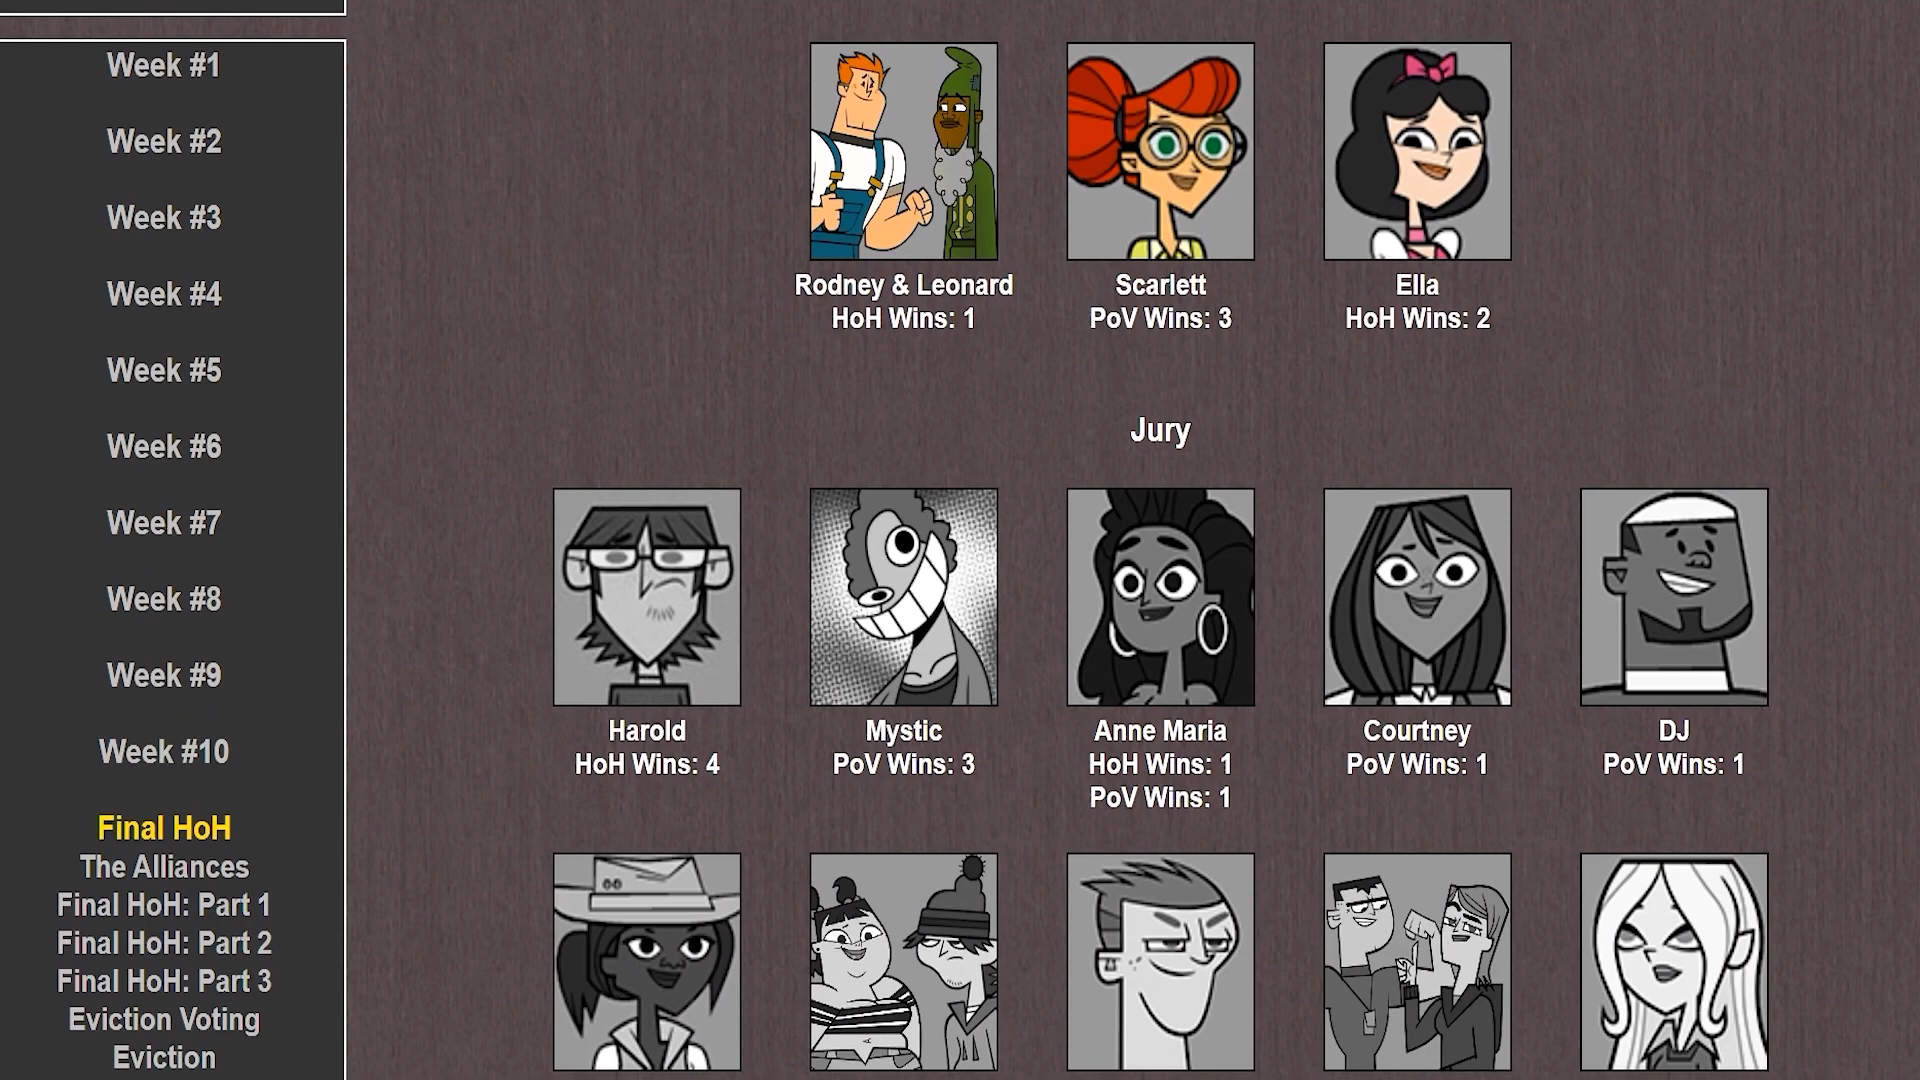 Week #1
Week #2
Week #3
Week #4
Week #5
Week #6
Week #7
Week #8
Week #9
Week #10
Final HoH
The Alliances
Final HoH: Part 1
Final HoH: Part 2
Final HoH: Part 3
Eviction Voting
Eviction
Rodney & Leonard
HoH Wins: 1
Scarlett
PoV Wins: 3
Ella
HoH Wins: 2
Jury
Harold
HoH Wins: 4
Mystic
PoV Wins: 3
Anne Maria
HoH Wins: 1
PoV Wins: 1
Courtney
PoV Wins: 1
DJ
PoV Wins: 1